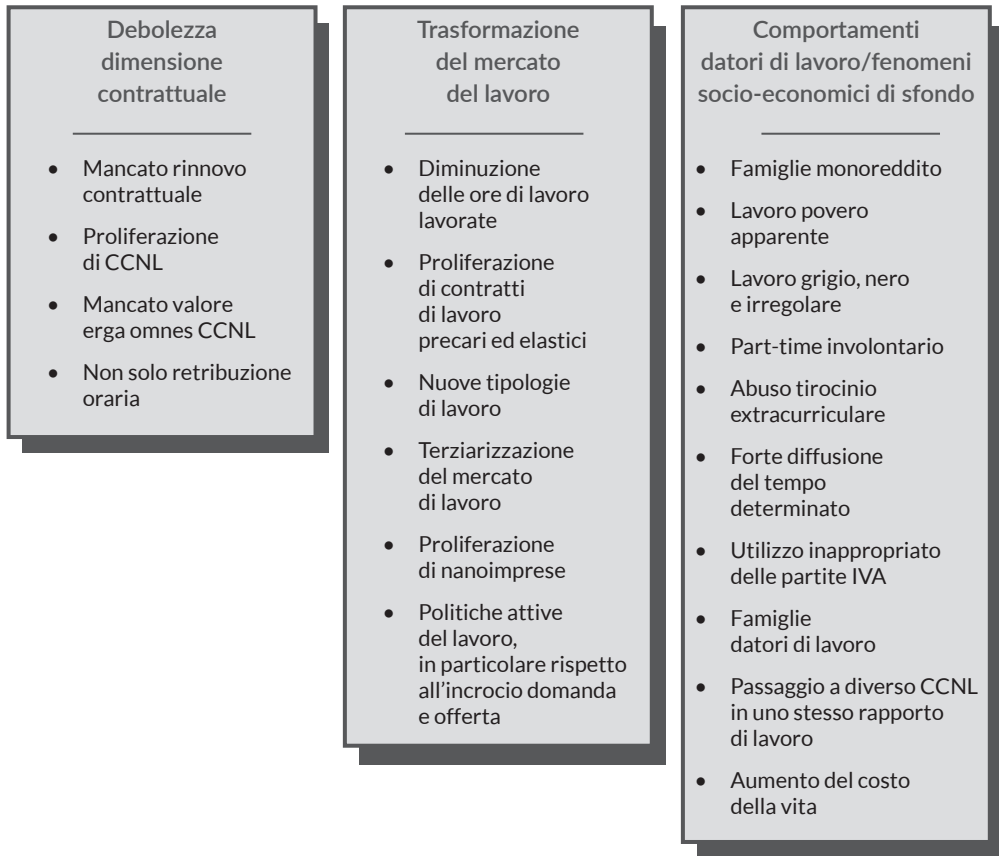 Debolezza
dimensione
contrattuale
• Mancato rinnovo
contrattuale
• Proliferazione
di CCNL
• Mancato valore
erga omnes CCNL
• Non solo retribuzione
oraria
Trasformazione
del mercato
del lavoro
• Diminuzione
delle ore di lavoro
lavorate
• Proliferazione
di contratti
di lavoro
precari ed elastici
• Nuove tipologie
di lavoro
• Terziarizzazione
del mercato
di lavoro
• Proliferazione
di nanoimprese
• Politiche attive
del lavoro,
in particolare rispetto
all'incrocio domanda
e offerta
Comportamenti
datori di lavoro/fenomeni
socio-economici di sfondo
• Famiglie monoreddito
• Lavoro povero
apparente
• Lavoro grigio, nero
e irregolare
• Part-time involontario
• Abuso tirocinio
extracurriculare
• Forte diffusione
del tempo
determinato
• Utilizzo inappropriato
delle partite IVA
• Famiglie
datori di lavoro
• Passaggio a diverso CCNL
in uno stesso rapporto
di lavoro
• Aumento del costo
della vita